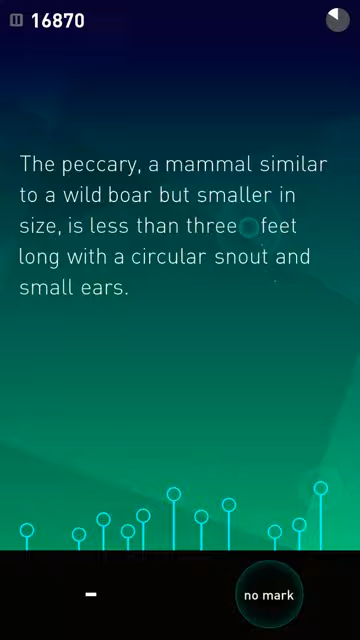 16870
The peccary, a mammal similar
to a wild boar but smaller in
size, is less than three feet
long with a circular snout and
small ears.
- no mark